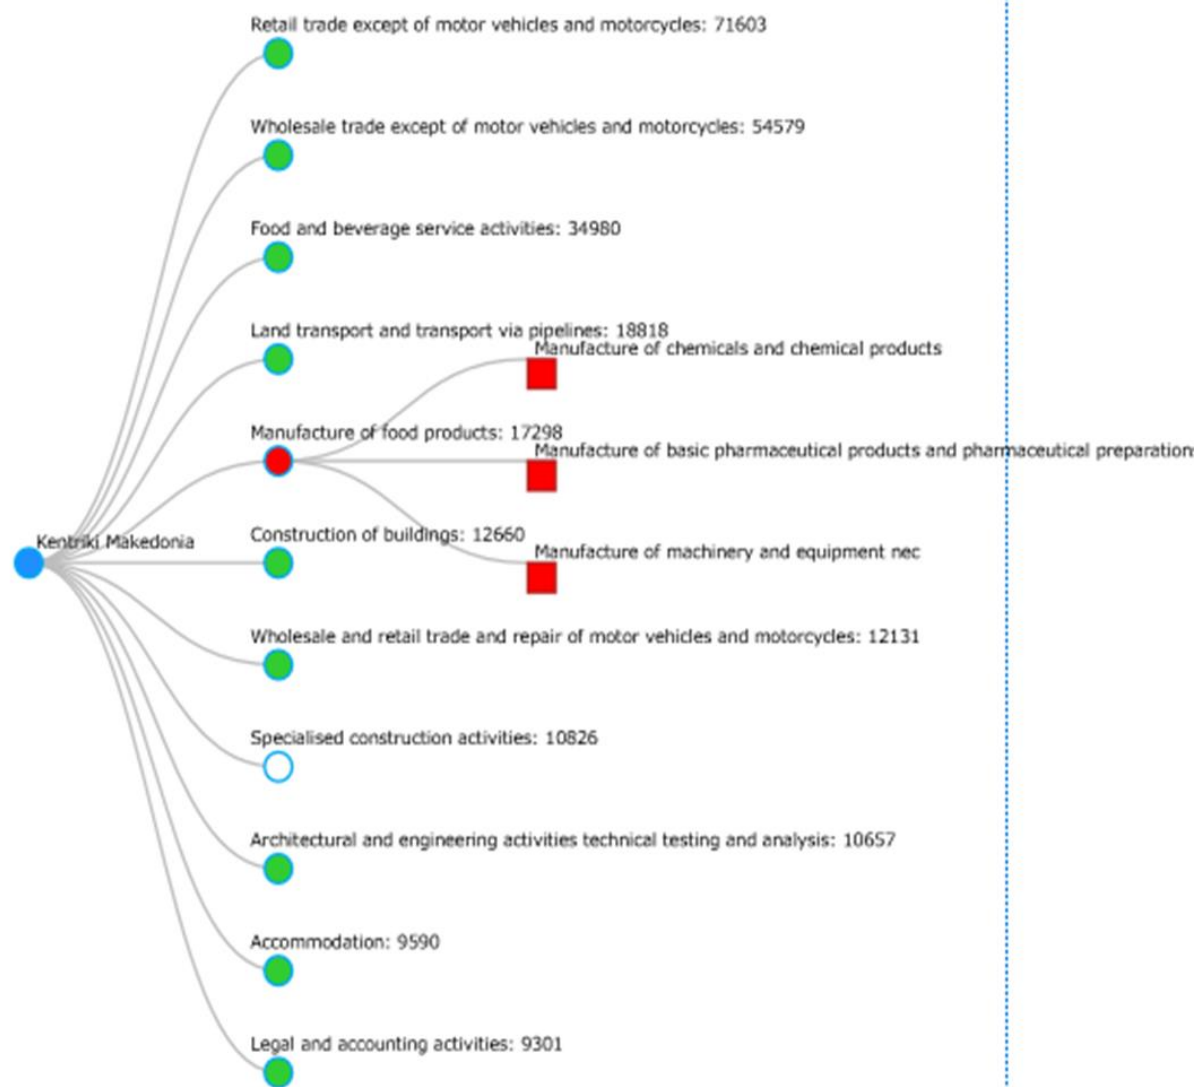 Retail trade except of motor vehicles and motorcycles: 71603
Wholesale trade except of motor vehicles and motorcycles: 54579
Food and beverage service activities: 34980
Land transport and transport via pipelines: 18818
Manufacture of chemicals and chemical products
Manufacture of food products: 17298
Manufacture of basic pharmaceutical products and pharmaceutical preparation
Kentriki Makedonia
Construction of buildings: 12660
Manufacture of machinery and equipment nec
Wholesale and retail trade and repair of motor vehicles and motorcycles: 12131
Specialised construction activities: 10826
Architectural and engineering activities technical testing and analysis: 10657
Accommodation: 9590
Legal and accounting activities: 9301